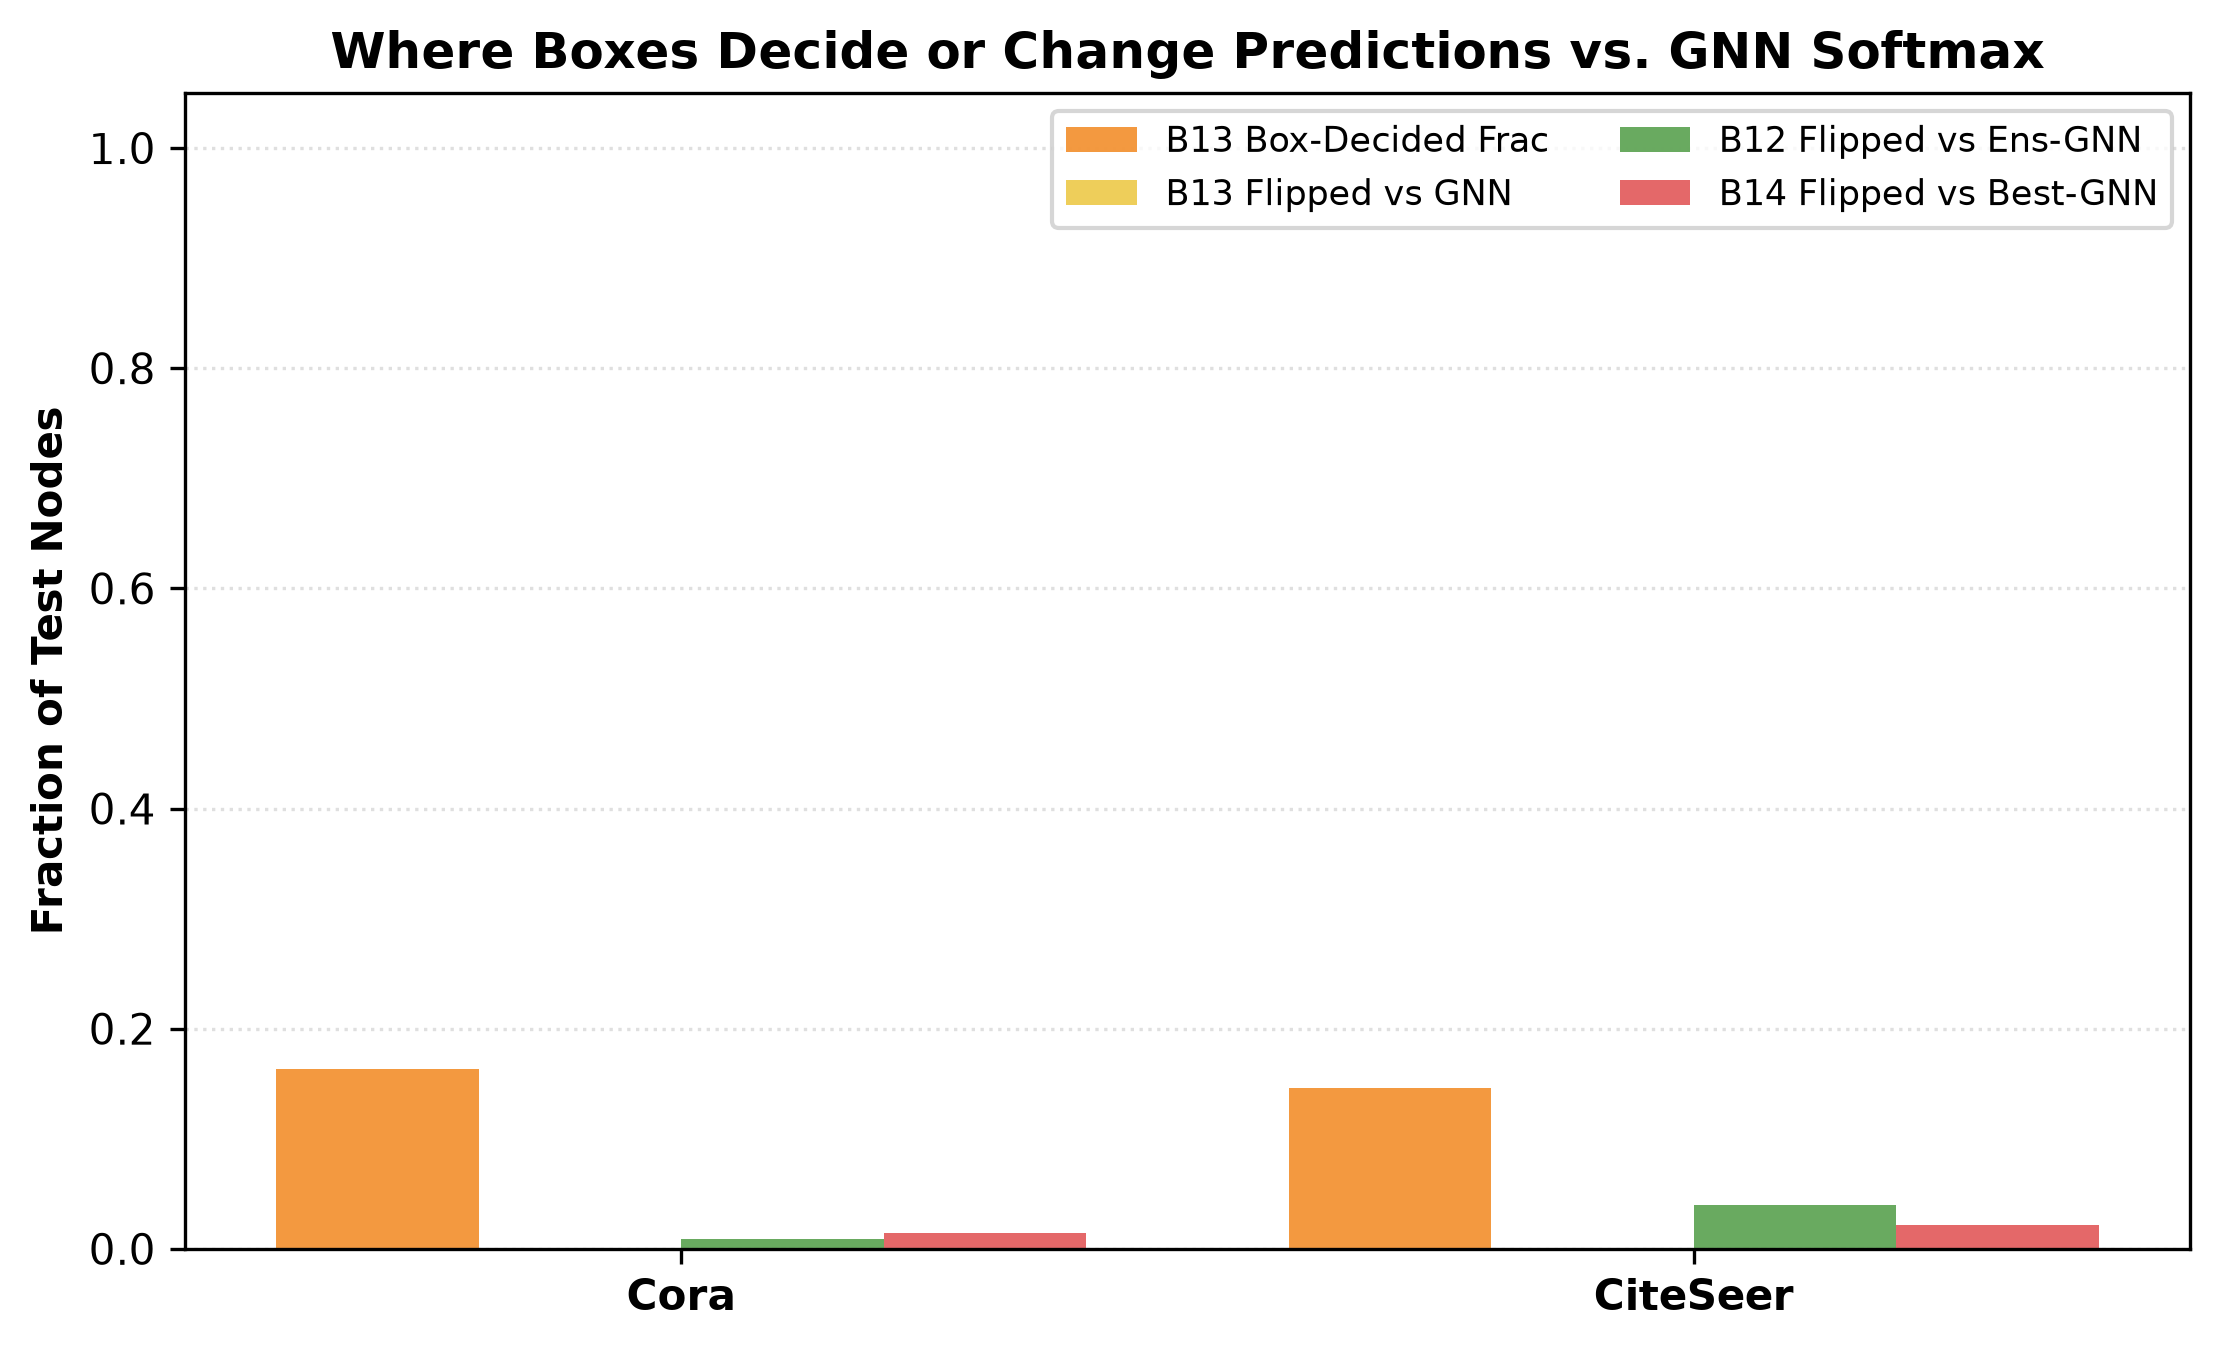 Where Boxes Decide or Change Predictions vs. GNN Softmax
B13 Box-Decided Frac
B13 Flipped vs GNN
B12 Flipped vs Ens-GNN
B14 Flipped vs Best-GNN
Fraction of Test Nodes
1.0
0.8
0.6
0.4
0.2
0.0
Cora
CiteSeer